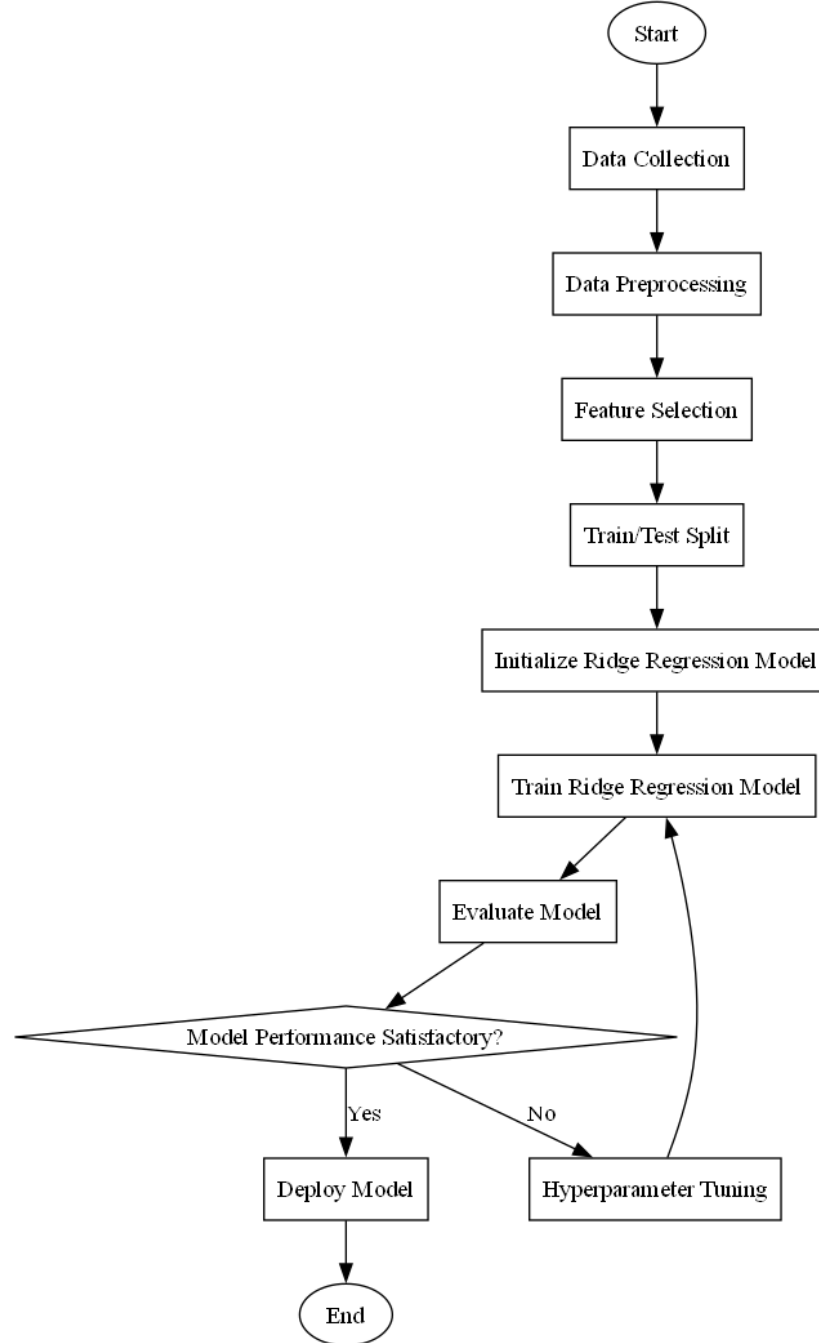 Start
Data Collection
Data Preprocessing
Feature Selection
Train/Test Split
Initialize Ridge Regression Model
Train Ridge Regression Model
Evaluate Model
Model Performance Satisfactory?
Yes
No
Deploy Model
Hyperparameter Tuning
End